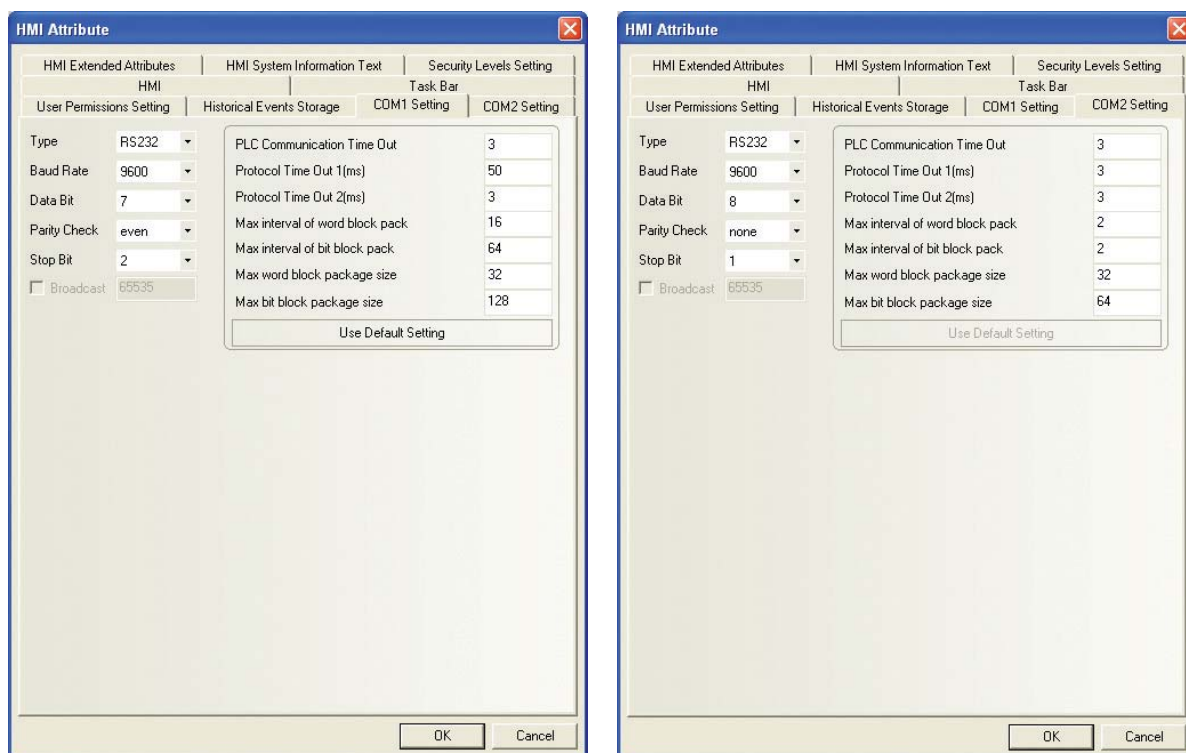 HMI Attribute
HMI Extended Attributes HMI System Information Text Security Levels Setting
HMI Task Bar
User Permissions Setting Historical Events Storage COM1 Setting COM2 Setting
Type RS232 PLC Communication Time Out 3
Baud Rate 9600 Protocol Time Out 1(ms) 50
Data Bit 7 Protocol Time Out 2(ms) 3
Parity Check even Max interval of word block pack 16
Stop Bit 2 Max interval of bit block pack 64
Broadcast 65535 Max word block package size 32
Max bit block package size 128
Use Default Setting
OK Cancel
HMI Attribute
HMI Extended Attributes HMI System Information Text Security Levels Setting
HMI Task Bar
User Permissions Setting Historical Events Storage COM1 Setting COM2 Setting
Type RS232 PLC Communication Time Out 3
Baud Rate 9600 Protocol Time Out 1(ms) 3
Data Bit 8 Protocol Time Out 2(ms) 3
Parity Check none Max interval of word block pack 2
Stop Bit 1 Max interval of bit block pack 2
Broadcast 65535 Max word block package size 32
Max bit block package size 64
Use Default Setting
OK Cancel